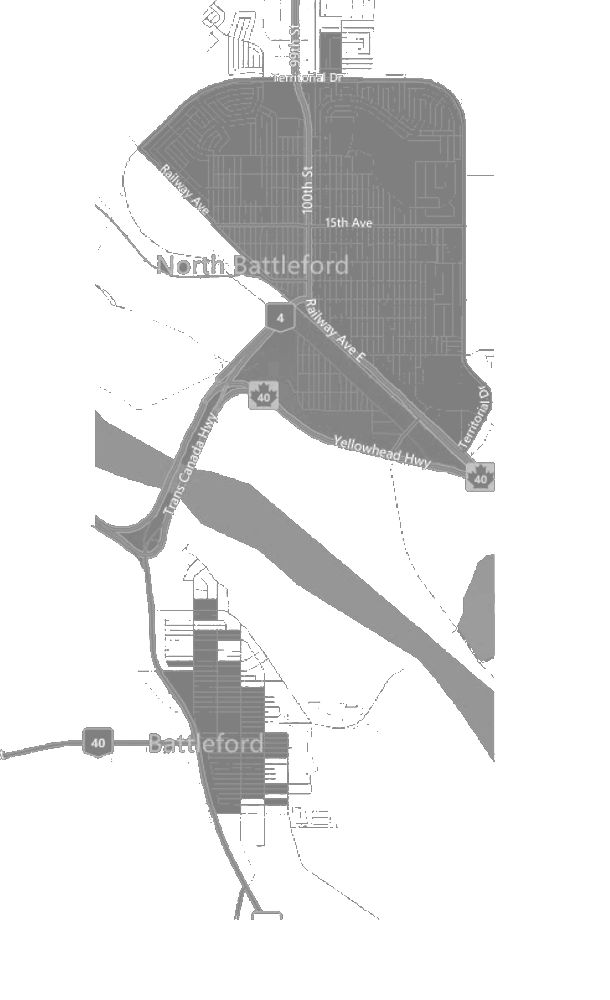 99th St
Territorial Dr
Railway Ave
100th St
15th Ave
North Battleford
4
Railway Ave E
40
Trans Canada Hwy
Yellowhead Hwy
Territorial Dr
40
40
Battleford